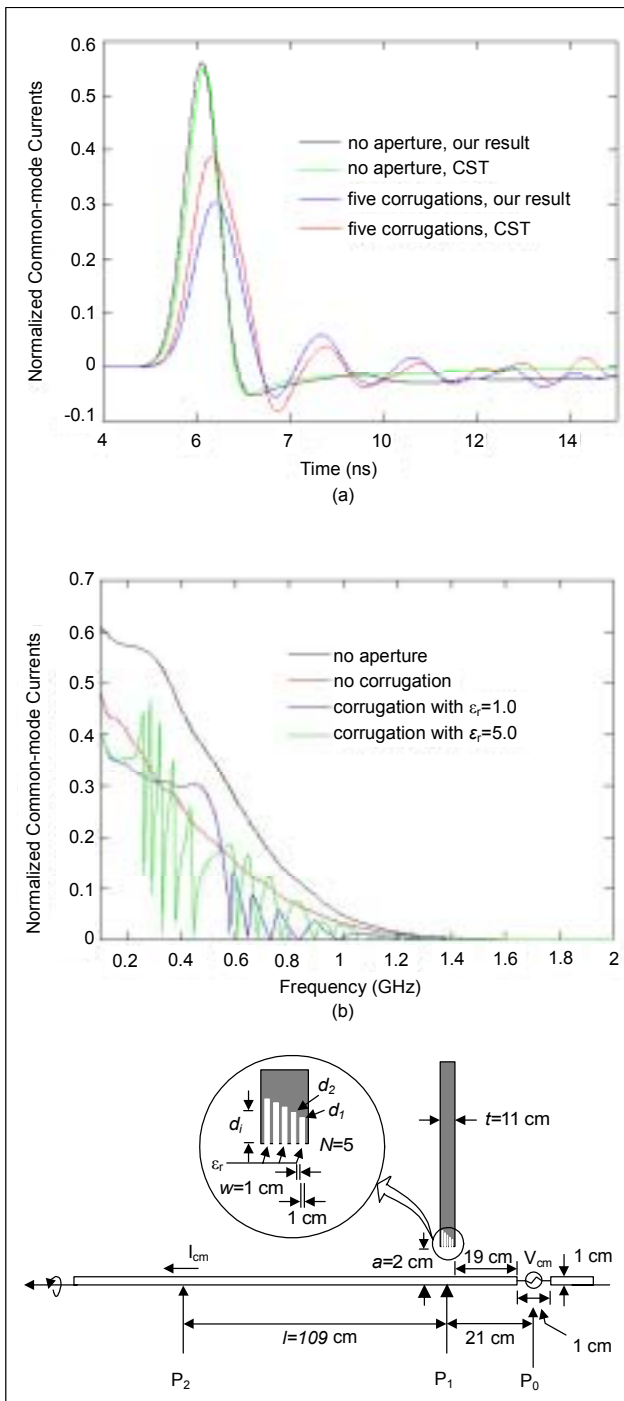 0.6
0.5
0.4
0.3
0.2
0.1
0
-0.1
Normalized Common-mode Currents
no aperture, our result
no aperture, CST
five corrugations, our result
five corrugations, CST
4 6 7 10 12 14
Time (ns)
(a)
0.7
0.6
0.5
0.4
0.3
0.2
0.1
0
Normalized Common-mode Currents
no aperture
no corrugation
corrugation with εr=1.0
corrugation with εr=5.0
0.2 0.4 0.6 0.8 1 1.2 1.4 1.6 1.8 2
Frequency (GHz)
(b)
d2
di
d1
N=5
εr
w=1 cm
1 cm
t=11 cm
a=2 cm
19 cm
Vcm
1 cm
Icm
l=109 cm
21 cm
1 cm
P2 P1 P0